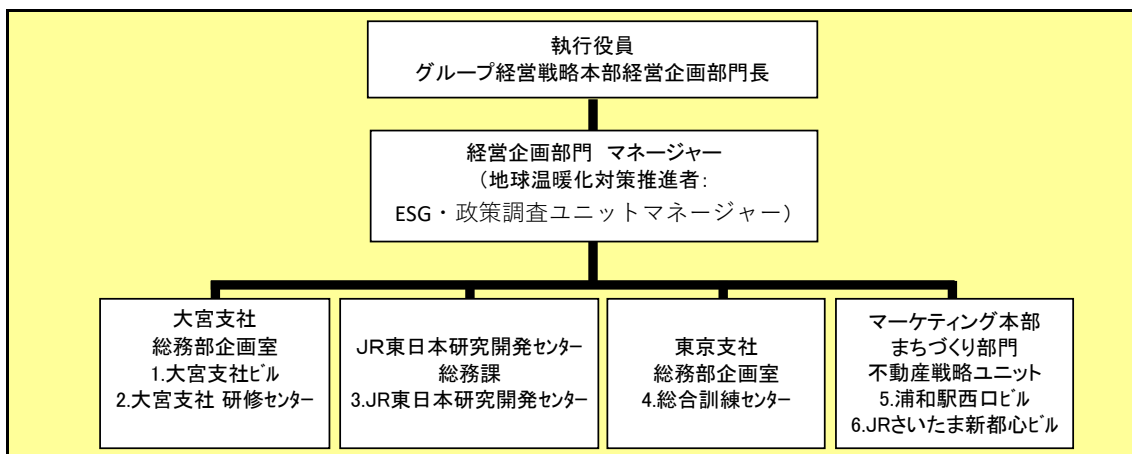 執行役員
グループ経営戦略本部経営企画部門長
経営企画部門 マネージャー
(地球温暖化対策推進者:
ESG・政策調査ユニットマネージャー)
大宮支社
総務部企画室
1.大宮支社ビル
2.大宮支社 研修センター
JR東日本研究開発センター
総務課
3.JR東日本研究開発センター
東京支社
総務部企画室
4.総合訓練センター
マーケティング本部
まちづくり部門
不動産戦略ユニット
5.浦和駅西口ビル
6.JRさいたま新都心ビル